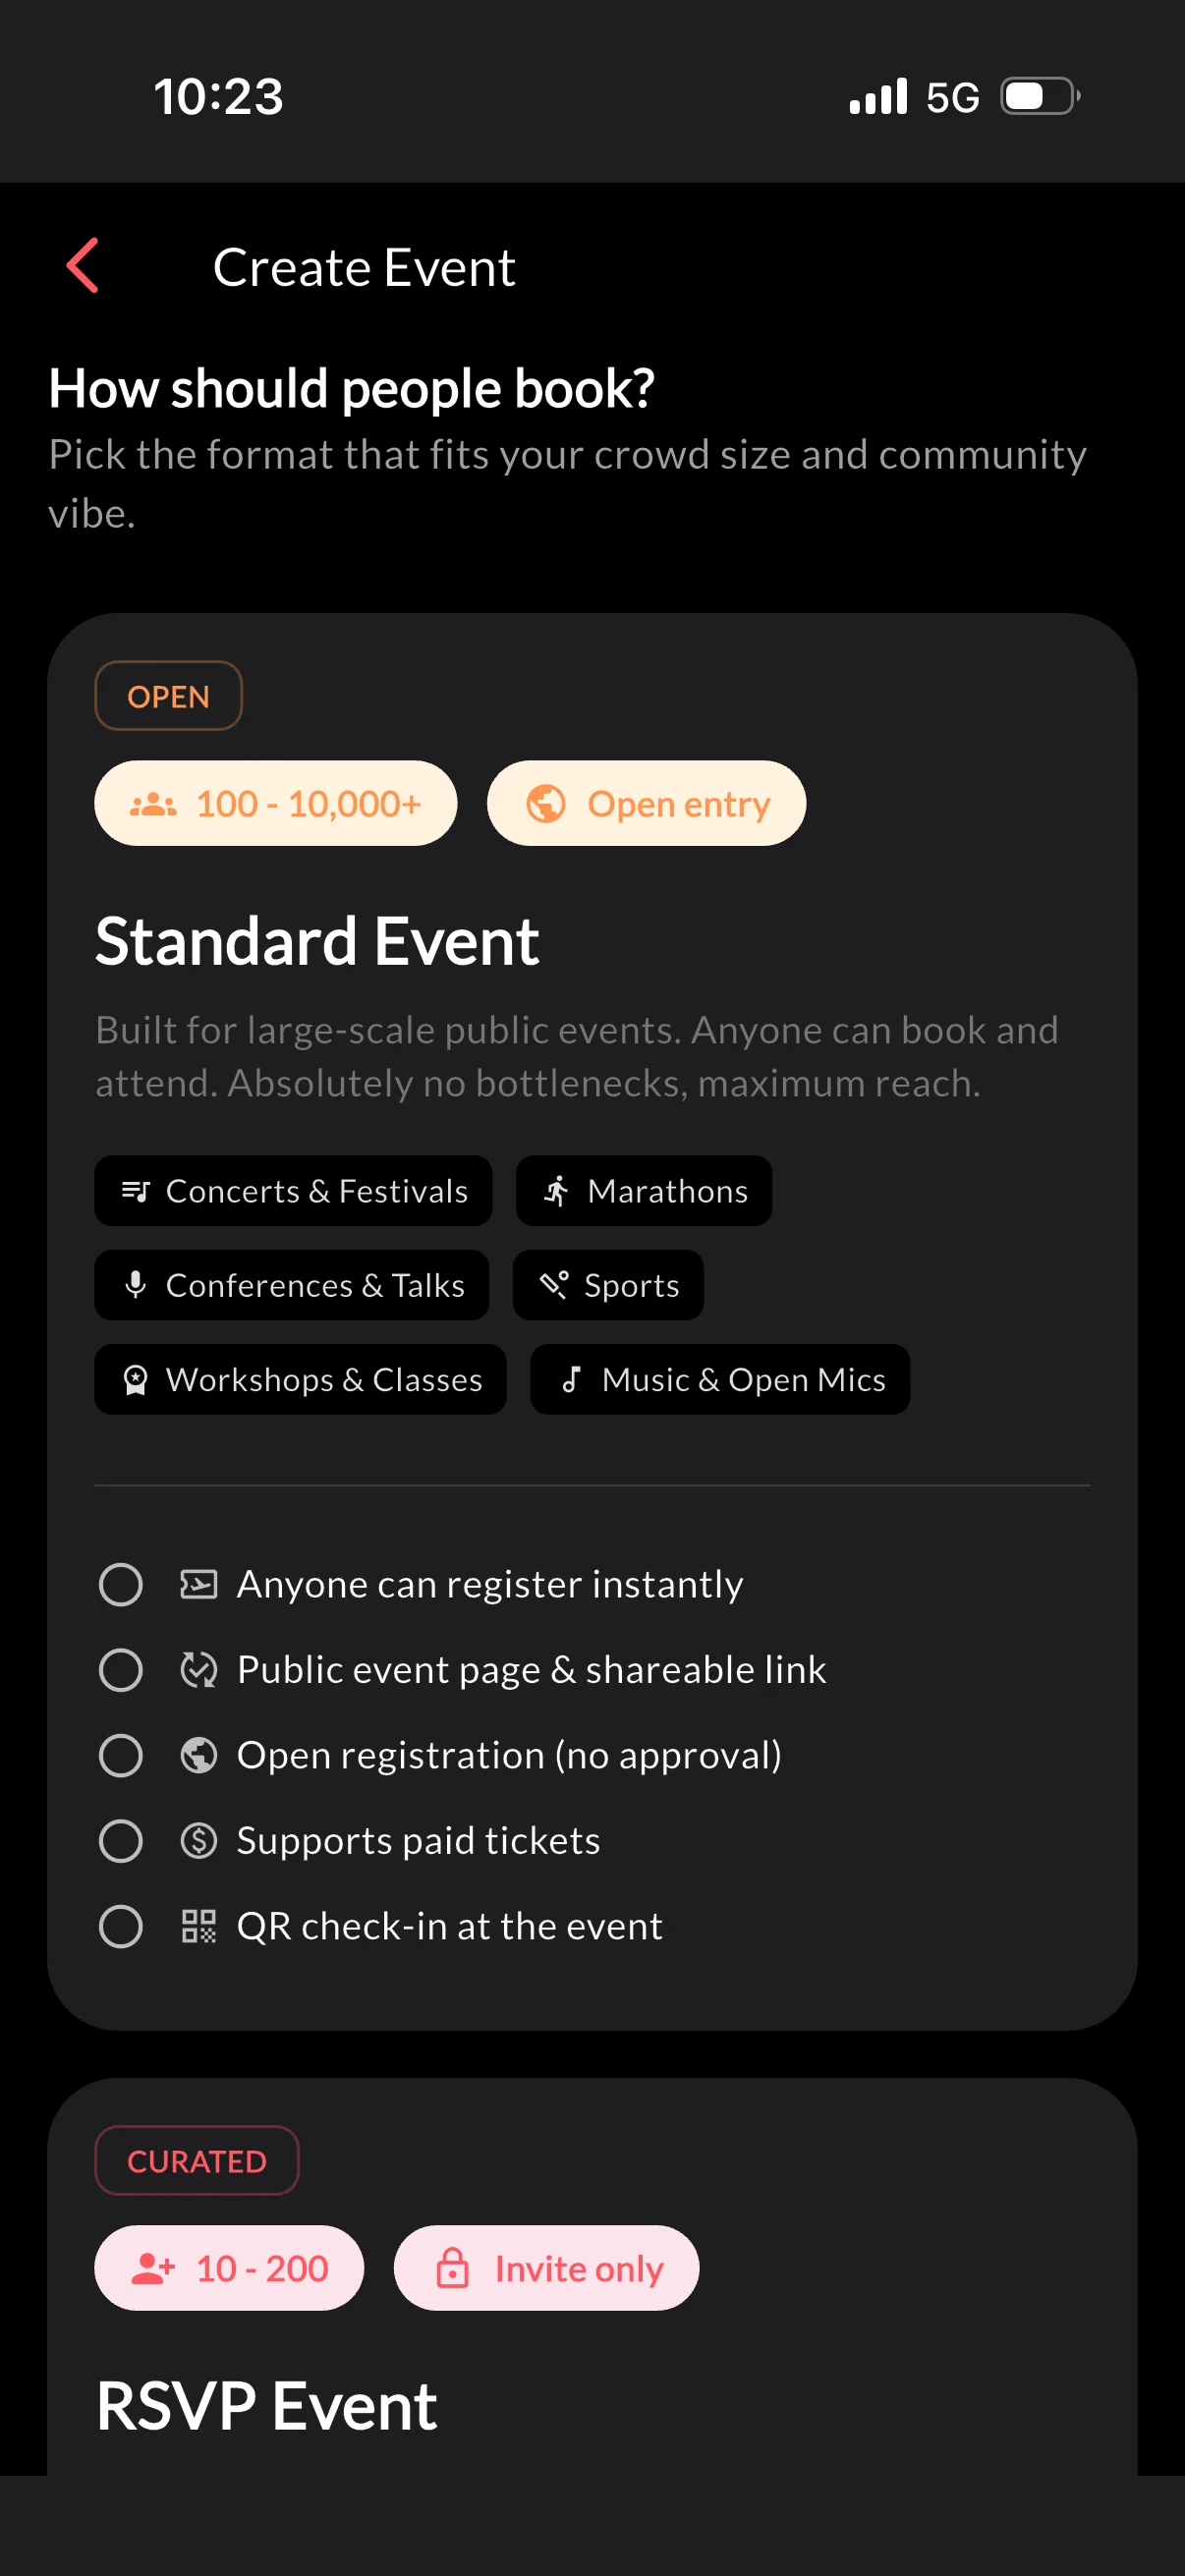 10:23
5G
Create Event
How should people book?
Pick the format that fits your crowd size and community
vibe.
OPEN
100 - 10,000+
Open entry
Standard Event
Built for large-scale public events. Anyone can book and
attend. Absolutely no bottlenecks, maximum reach.
Concerts & Festivals
Marathons
Conferences & Talks
Sports
Workshops & Classes
Music & Open Mics
Anyone can register instantly
Public event page & shareable link
Open registration (no approval)
Supports paid tickets
QR check-in at the event
CURATED
10 - 200
Invite only
RSVP Event